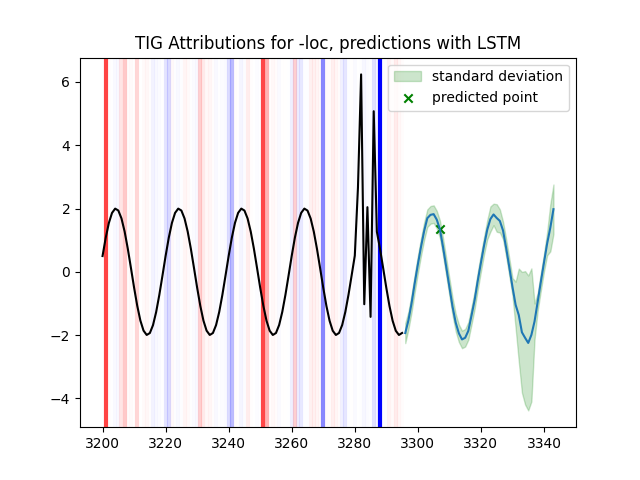 TIG Attributions for -loc, predictions with LSTM
standard deviation
predicted point
6
4
2
0
−2
−4
3200 3220 3240 3260 3280 3300 3320 3340